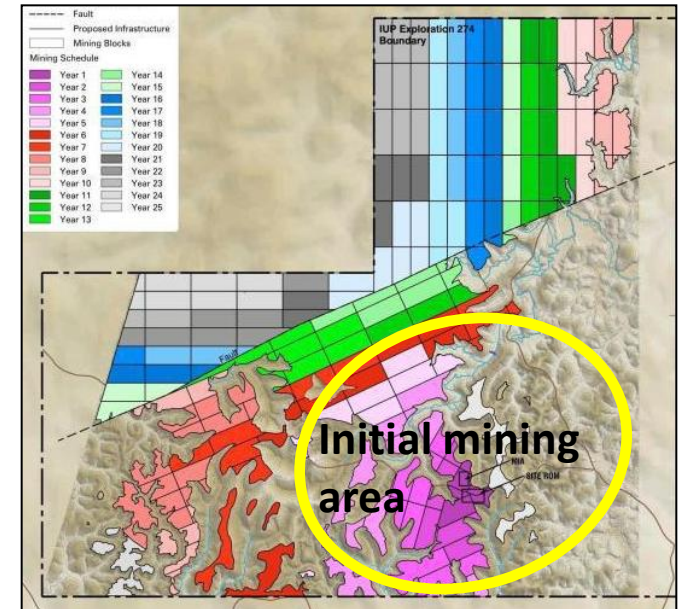 Fault
Proposed Infrastructure
Mining Blocks
Mining Schedule
Year 1
Year 2
Year 3
Year 4
Year 5
Year 6
Year 7
Year 8
Year 9
Year 10
Year 11
Year 12
Year 13
Year 14
Year 15
Year 16
Year 17
Year 18
Year 19
Year 20
Year 21
Year 22
Year 23
Year 24
Year 25
IUP Exploration 274
Boundary
Fault
Initial mining
area
MIA
SITE ROM